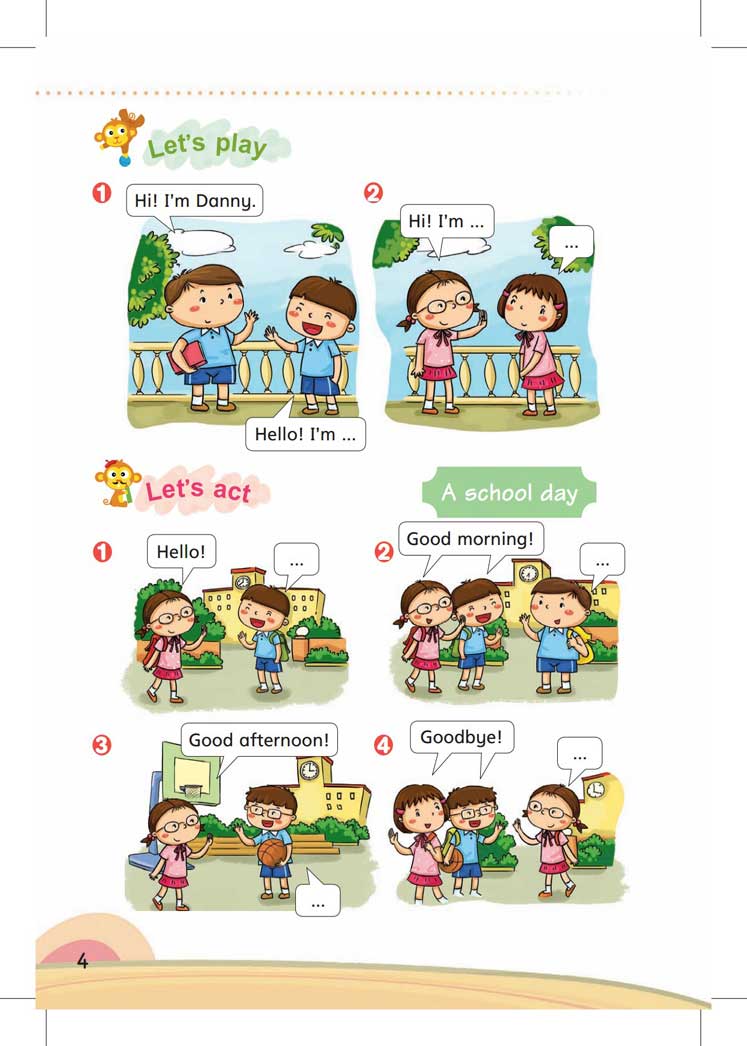 Let's play
1
Hi! I'm Danny.
Hello! I'm ...
2
Hi! I'm ...
...
Let's act
A school day
1
Hello!
...
2
Good morning!
...
3
Good afternoon!
...
4
Goodbye!
...
4